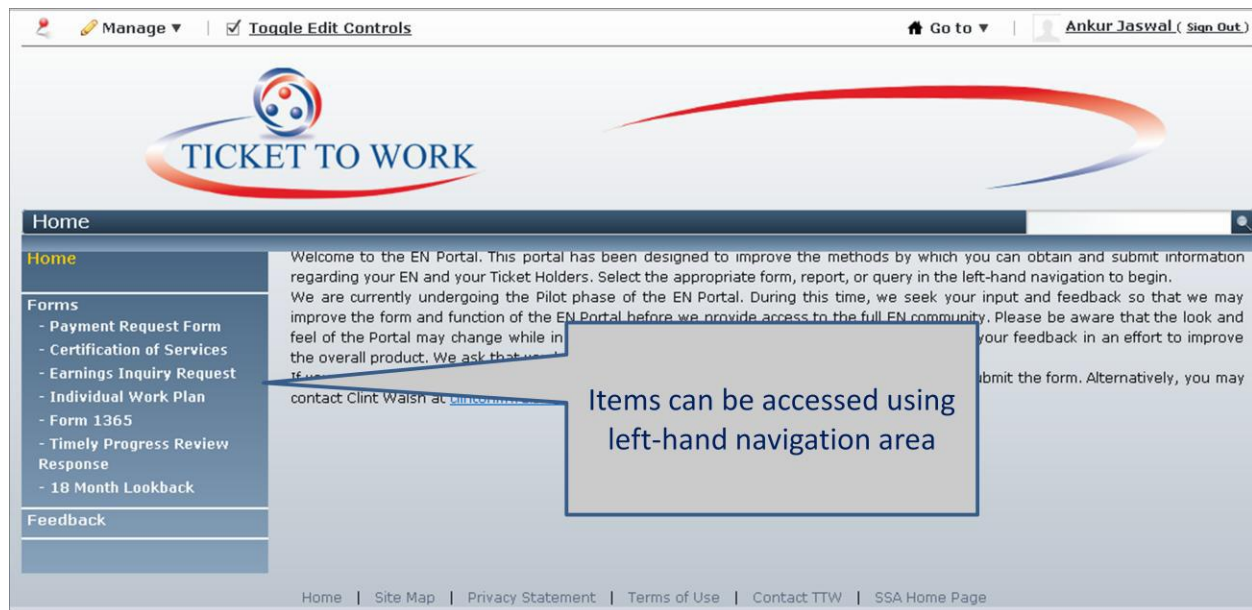 Manage ▼ | Toggle Edit Controls Go to ▼ | Ankur Jaswal ( Sign Out )
TICKET TO WORK
Home
Home
Forms
- Payment Request Form
- Certification of Services
- Earnings Inquiry Request
- Individual Work Plan
- Form 1365
- Timely Progress Review
Response
- 18 Month Lookback
Feedback
Welcome to the EN Portal. This portal has been designed to improve the methods by which you can obtain and submit information
regarding your EN and your Ticket Holders. Select the appropriate form, report, or query in the left-hand navigation to begin.
We are currently undergoing the Pilot phase of the EN Portal. During this time, we seek your input and feedback so that we may
improve the form and function of the EN Portal before we provide access to the full EN community. Please be aware that the look and
feel of the Portal may change while in your feedback in an effort to improve
the overall product. We ask that
submit the form. Alternatively, you may
contact Clint Walsh at
Items can be accessed using
left-hand navigation area
Home | Site Map | Privacy Statement | Terms of Use | Contact TTW | SSA Home Page